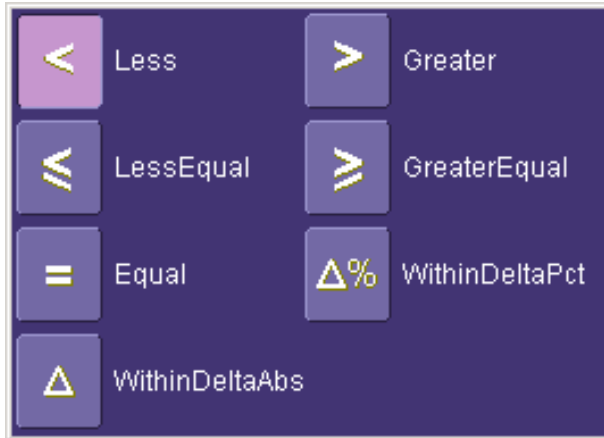 < Less > Greater
≤ LessEqual ≥ GreaterEqual
= Equal Δ% WithinDeltaPct
Δ WithinDeltaAbs